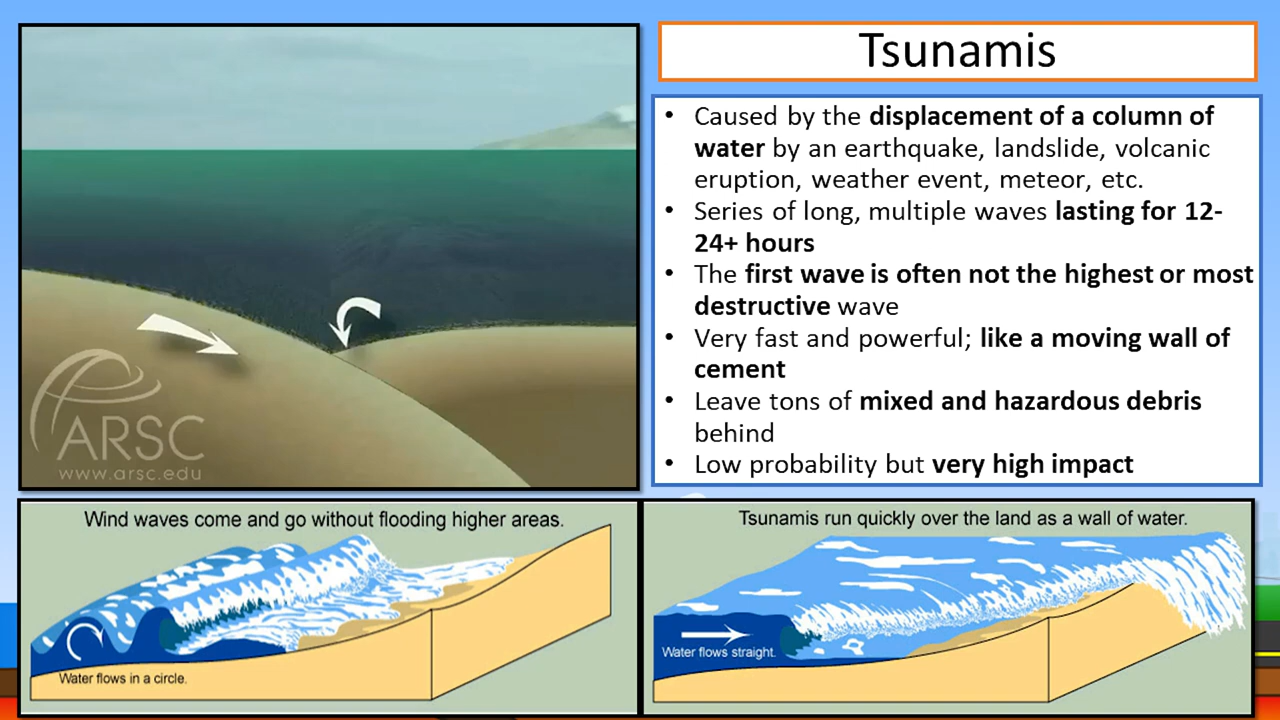 Tsunamis
• Caused by the displacement of a column of
water by an earthquake, landslide, volcanic
eruption, weather event, meteor, etc.
• Series of long, multiple waves lasting for 12-
24+ hours
• The first wave is often not the highest or most
destructive wave
• Very fast and powerful; like a moving wall of
cement
• Leave tons of mixed and hazardous debris
behind
• Low probability but very high impact
ARSC
www.arsc.edu
Wind waves come and go without flooding higher areas.
Water flows in a circle.
Tsunamis run quickly over the land as a wall of water.
Water flows straight.